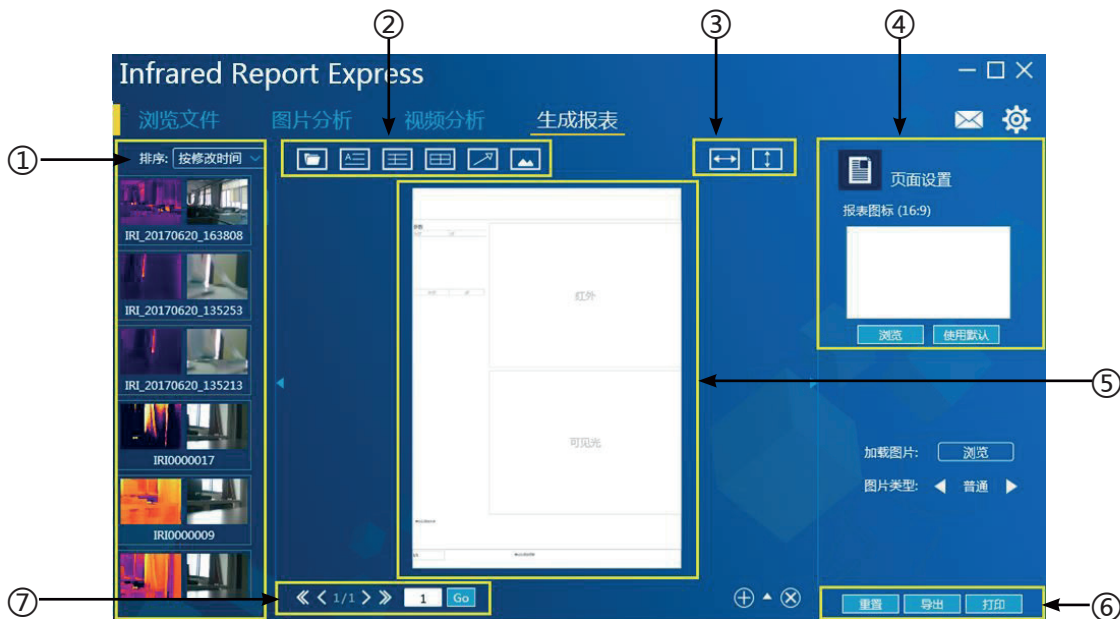 ② ③ ④
Infrared Report Express
浏览文件 图片分析 视频分析 生成报表
①
排序: 按修改时间
页面设置
报表图标 (16:9)
IRI_20170620_163808
参数
红外
IRI_20170620_135253
浏览 使用默认
IRI_20170620_135213
⑤
可见光
加载图片: 浏览
IRI0000017
图片类型: 普通
IRI0000009
⑦
1/1 1 Go
重置 导出 打印
⑥